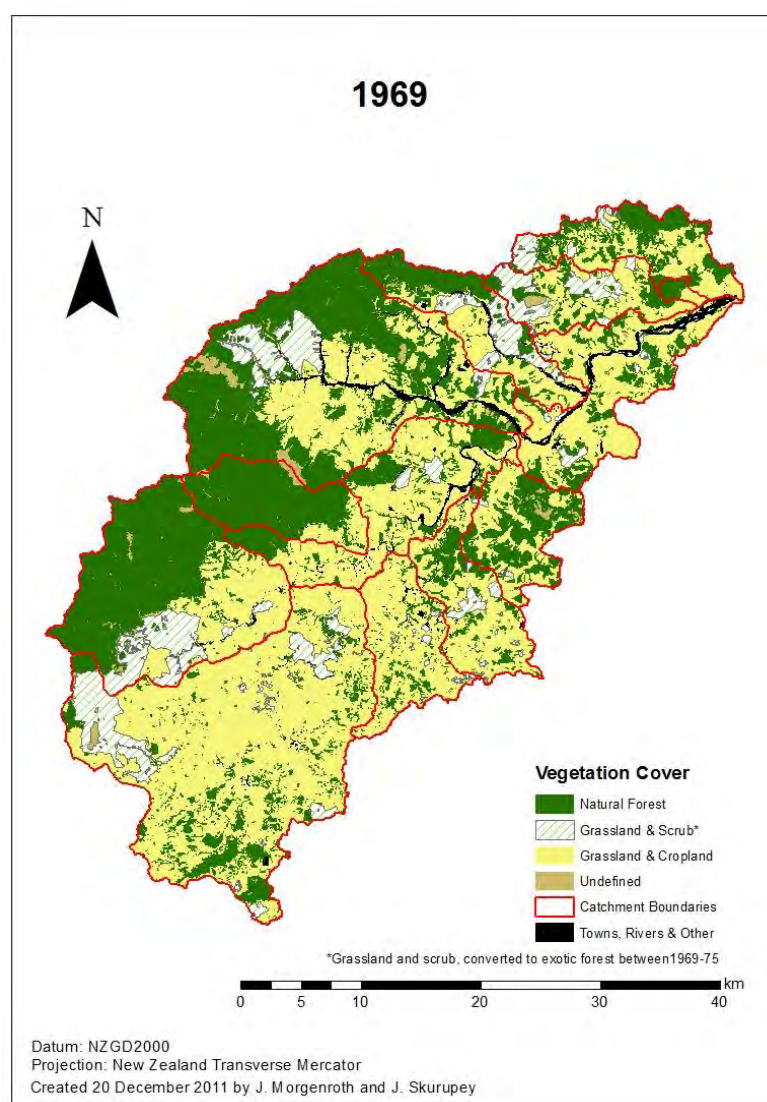 1969
N
Vegetation Cover
Natural Forest
Grassland & Scrub*
Grassland & Cropland
Undefined
Catchment Boundaries
Towns, Rivers & Other
*Grassland and scrub, converted to exotic forest between1969-75
km
0 5 10 20 30 40
Datum: NZGD2000
Projection: New Zealand Transverse Mercator
Created 20 December 2011 by J. Morgenroth and J. Skurupey